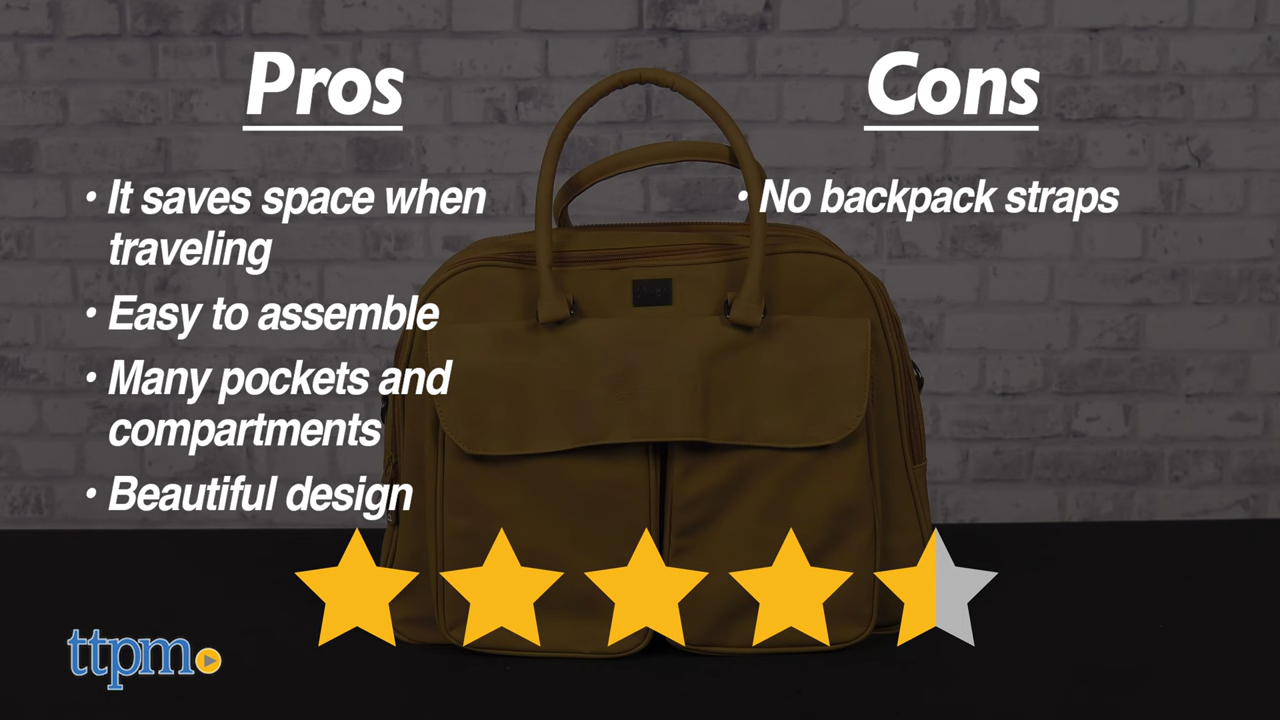 Pros
• It saves space when
traveling
• Easy to assemble
• Many pockets and
compartments
• Beautiful design
Cons
• No backpack straps
ttpm